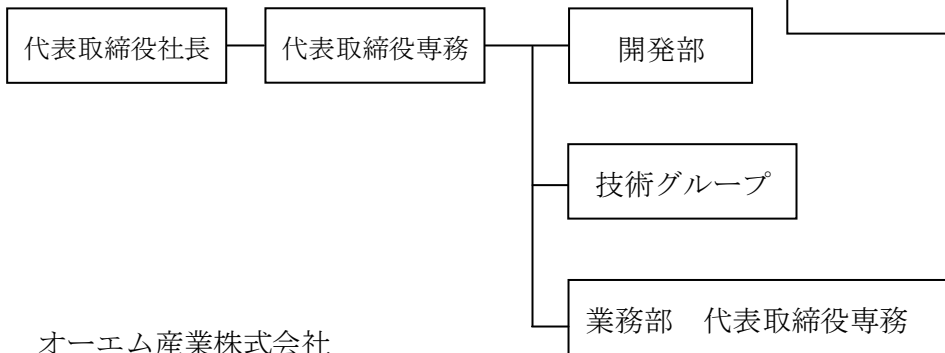 代表取締役社長
代表取締役専務
開発部
技術グループ
業務部　代表取締役専務
オーエム産業株式会社